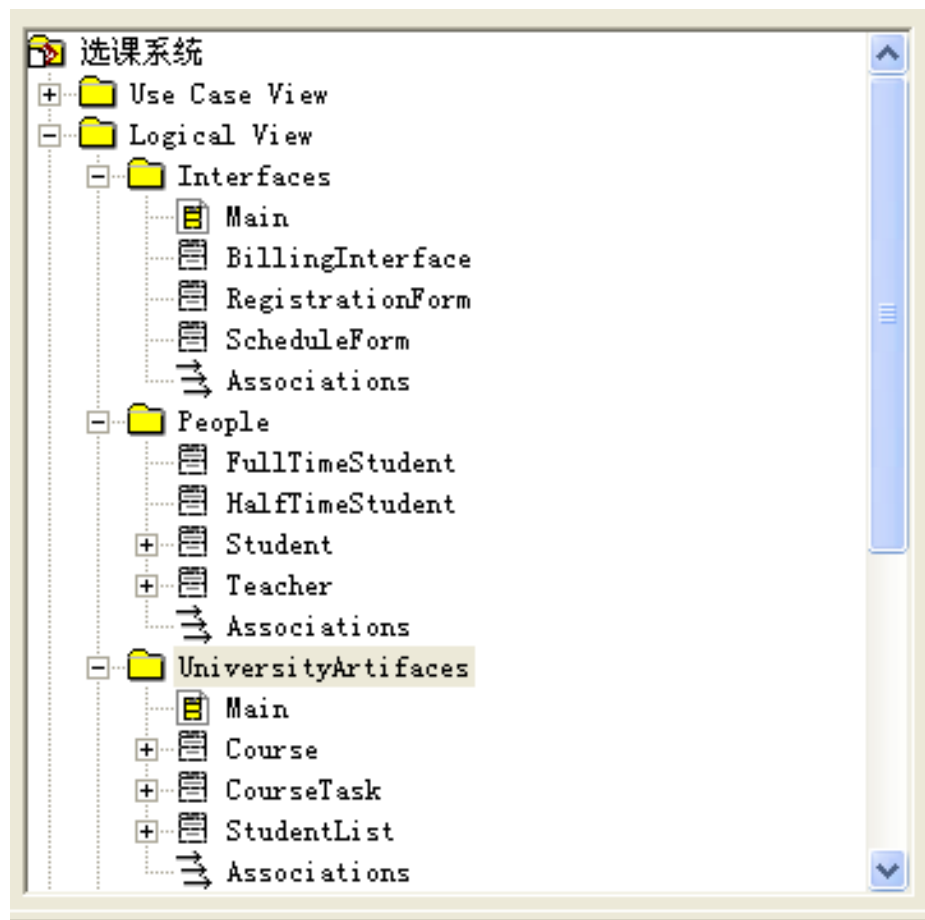 选课系统
Use Case View
Logical View
Interfaces
Main
BillingInterface
RegistrationForm
ScheduleForm
Associations
People
FullTimeStudent
HalfTimeStudent
Student
Teacher
Associations
UniversityArtifaces
Main
Course
CourseTask
StudentList
Associations